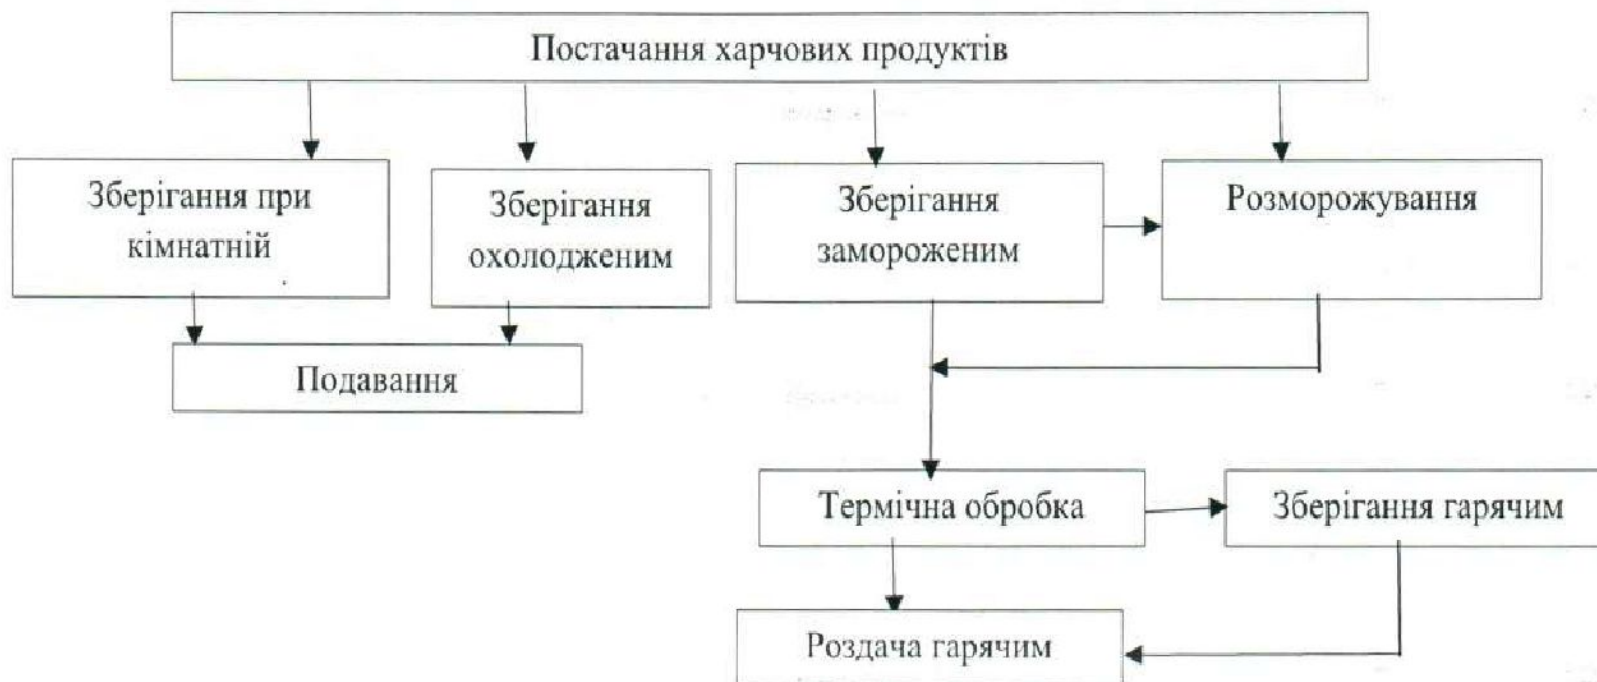 Постачання харчових продуктів
Зберігання при
кімнатній
Зберігання
охолодженим
Зберігання
замороженим
Розморожування
Подавання
Термічна обробка
Зберігання гарячим
Роздача гарячим